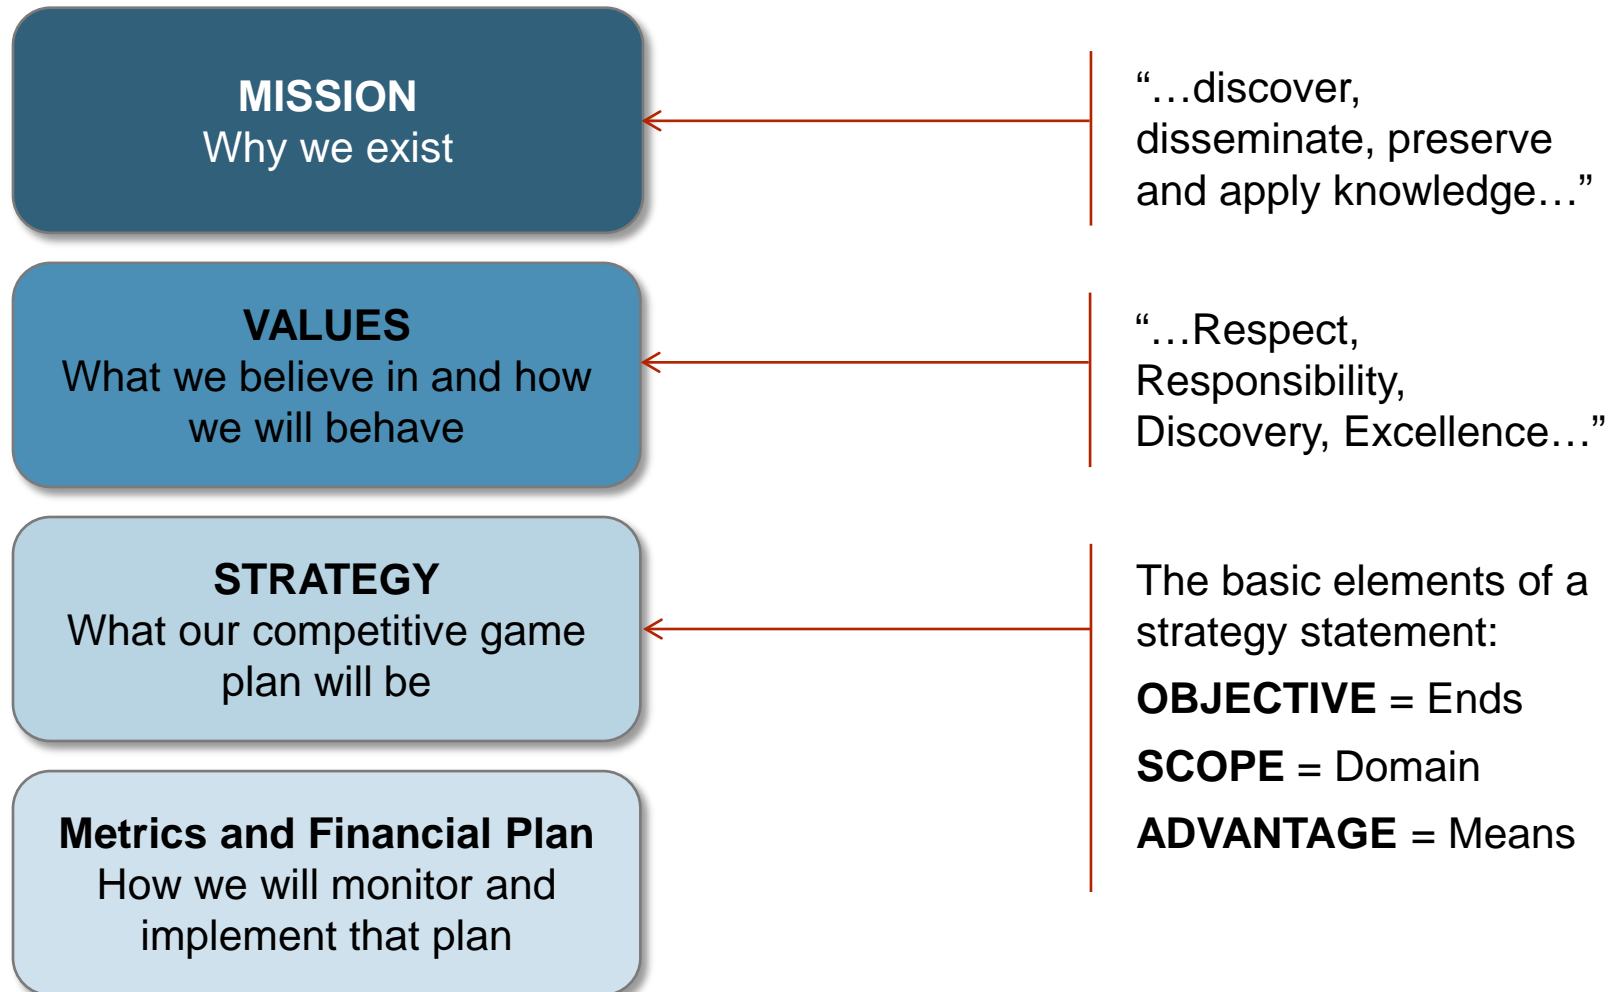 MISSION
Why we exist
“…discover,
disseminate, preserve
and apply knowledge…”
VALUES
What we believe in and how
we will behave
“…Respect,
Responsibility,
Discovery, Excellence…”
STRATEGY
What our competitive game
plan will be
The basic elements of a
strategy statement:
OBJECTIVE = Ends
SCOPE = Domain
ADVANTAGE = Means
Metrics and Financial Plan
How we will monitor and
implement that plan